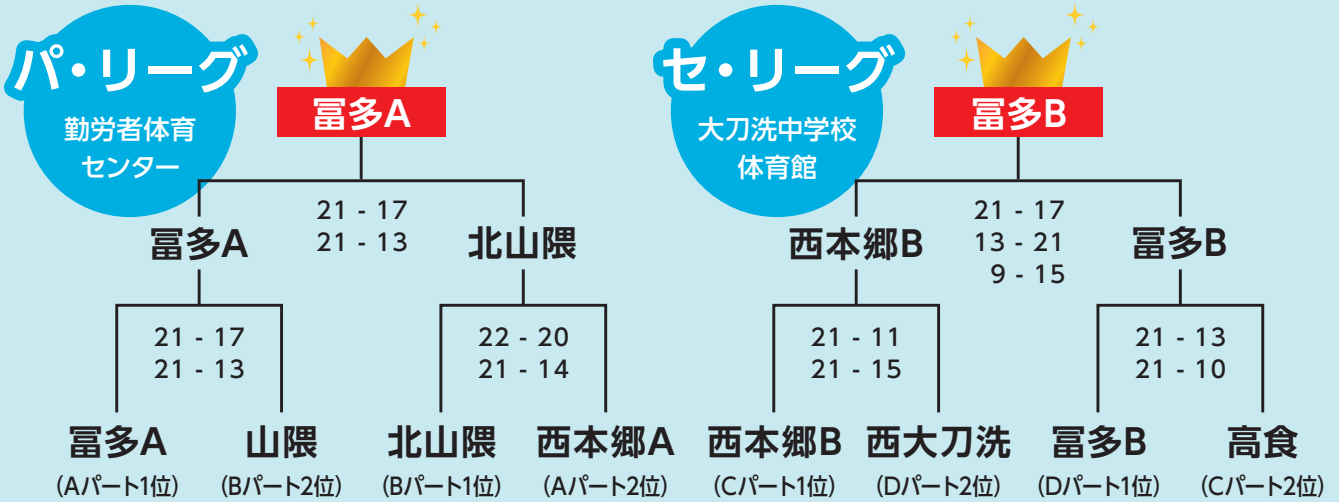 パ・リーグ
勤労者体育
センター
冨多A
21 - 17
21 - 13
冨多A
北山隈
21 - 17
21 - 13
22 - 20
21 - 14
冨多A
(Aパート1位)
山隈
(Bパート2位)
北山隈
(Bパート1位)
西本郷A
(Aパート2位)
セ・リーグ
大刀洗中学校
体育館
冨多B
21 - 17
13 - 21
9 - 15
西本郷B
冨多B
21 - 11
21 - 15
21 - 13
21 - 10
西本郷B
(Cパート1位)
西大刀洗
(Dパート2位)
冨多B
(Dパート1位)
高食
(Cパート2位)